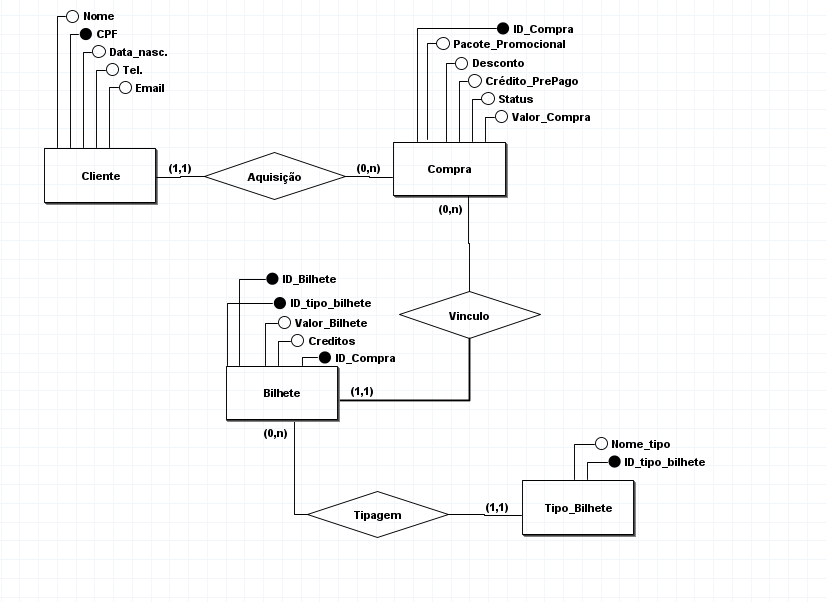 Nome
CPF
Data_nasc.
Tel.
Email
Cliente
(1,1)
Aquisição
(0,n)
ID_Compra
Pacote_Promocional
Desconto
Crédito_PrePago
Status
Valor_Compra
Compra
(0,n)
Vinculo
ID_Bilhete
ID_tipo_bilhete
Valor_Bilhete
Creditos
ID_Compra
Bilhete
(1,1)
(0,n)
Tipagem
(1,1)
Nome_tipo
ID_tipo_bilhete
Tipo_Bilhete